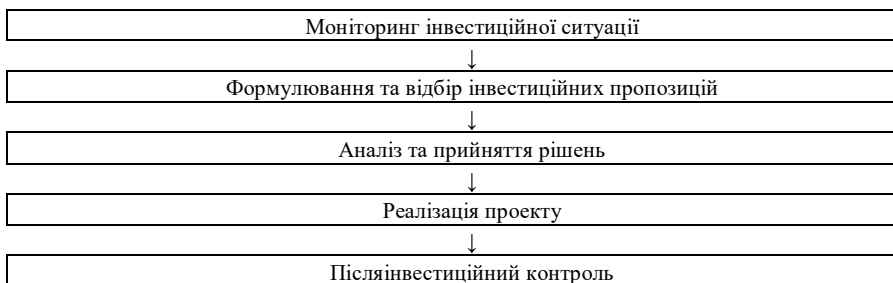 Моніторинг інвестиційної ситуації
↓
Формулювання та відбір інвестиційних пропозицій
↓
Аналіз та прийняття рішень
↓
Реалізація проекту
↓
Післяінвестиційний контроль